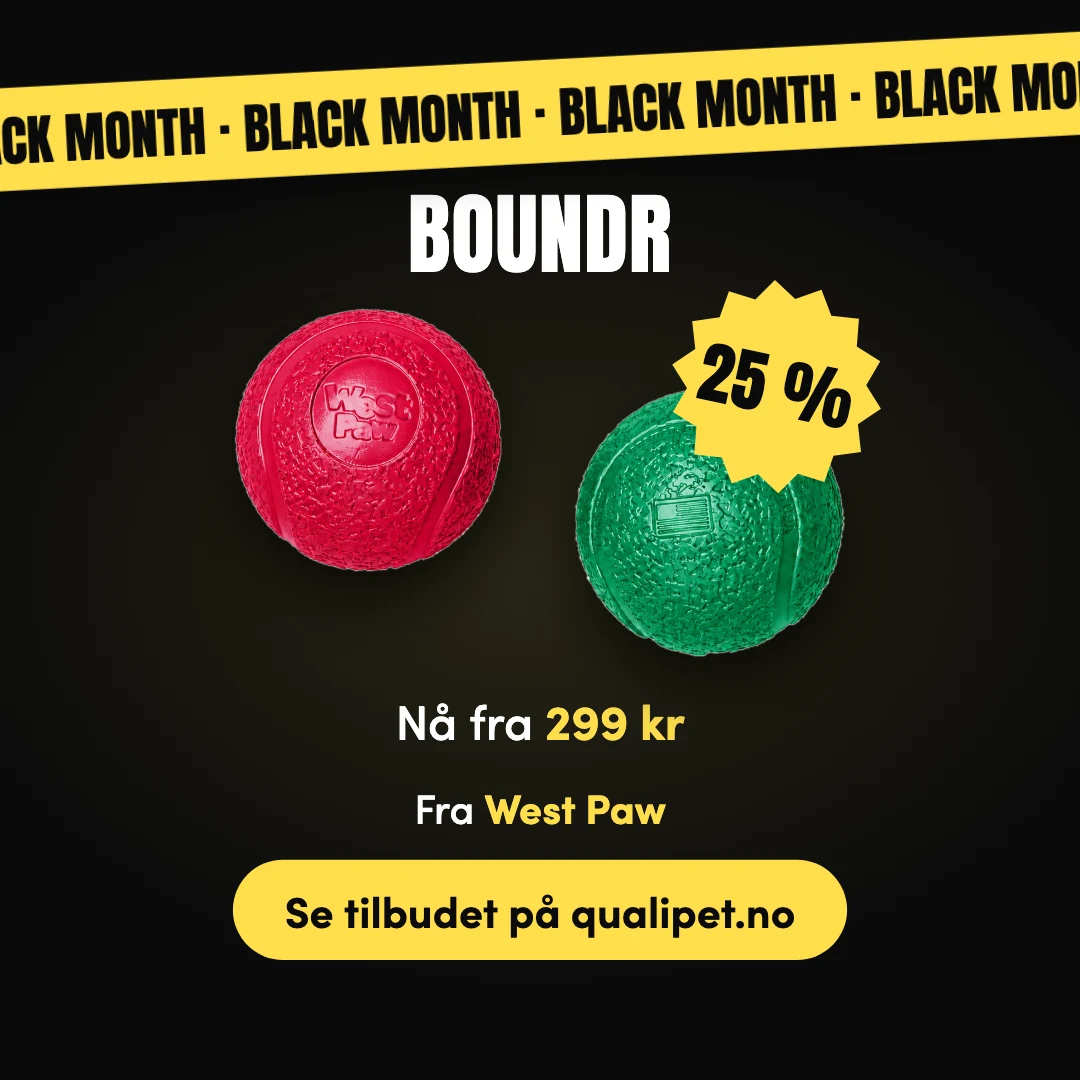 CK MONTH · BLACK MONTH · BLACK MONTH · BLACK MO
BOUNDR
25 %
West
Paw
Nå fra 299 kr
Fra West Paw
Se tilbudet på qualipet.no